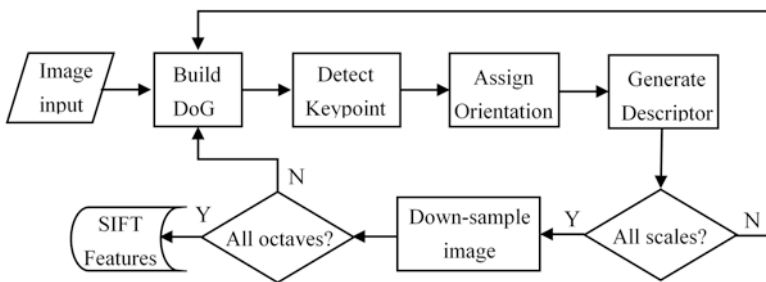 Image
input
Build
DoG
Detect
Keypoint
Assign
Orientation
Generate
Descriptor
N
SIFT
Features
Y
All octaves?
Down-sample
image
Y
All scales?
N